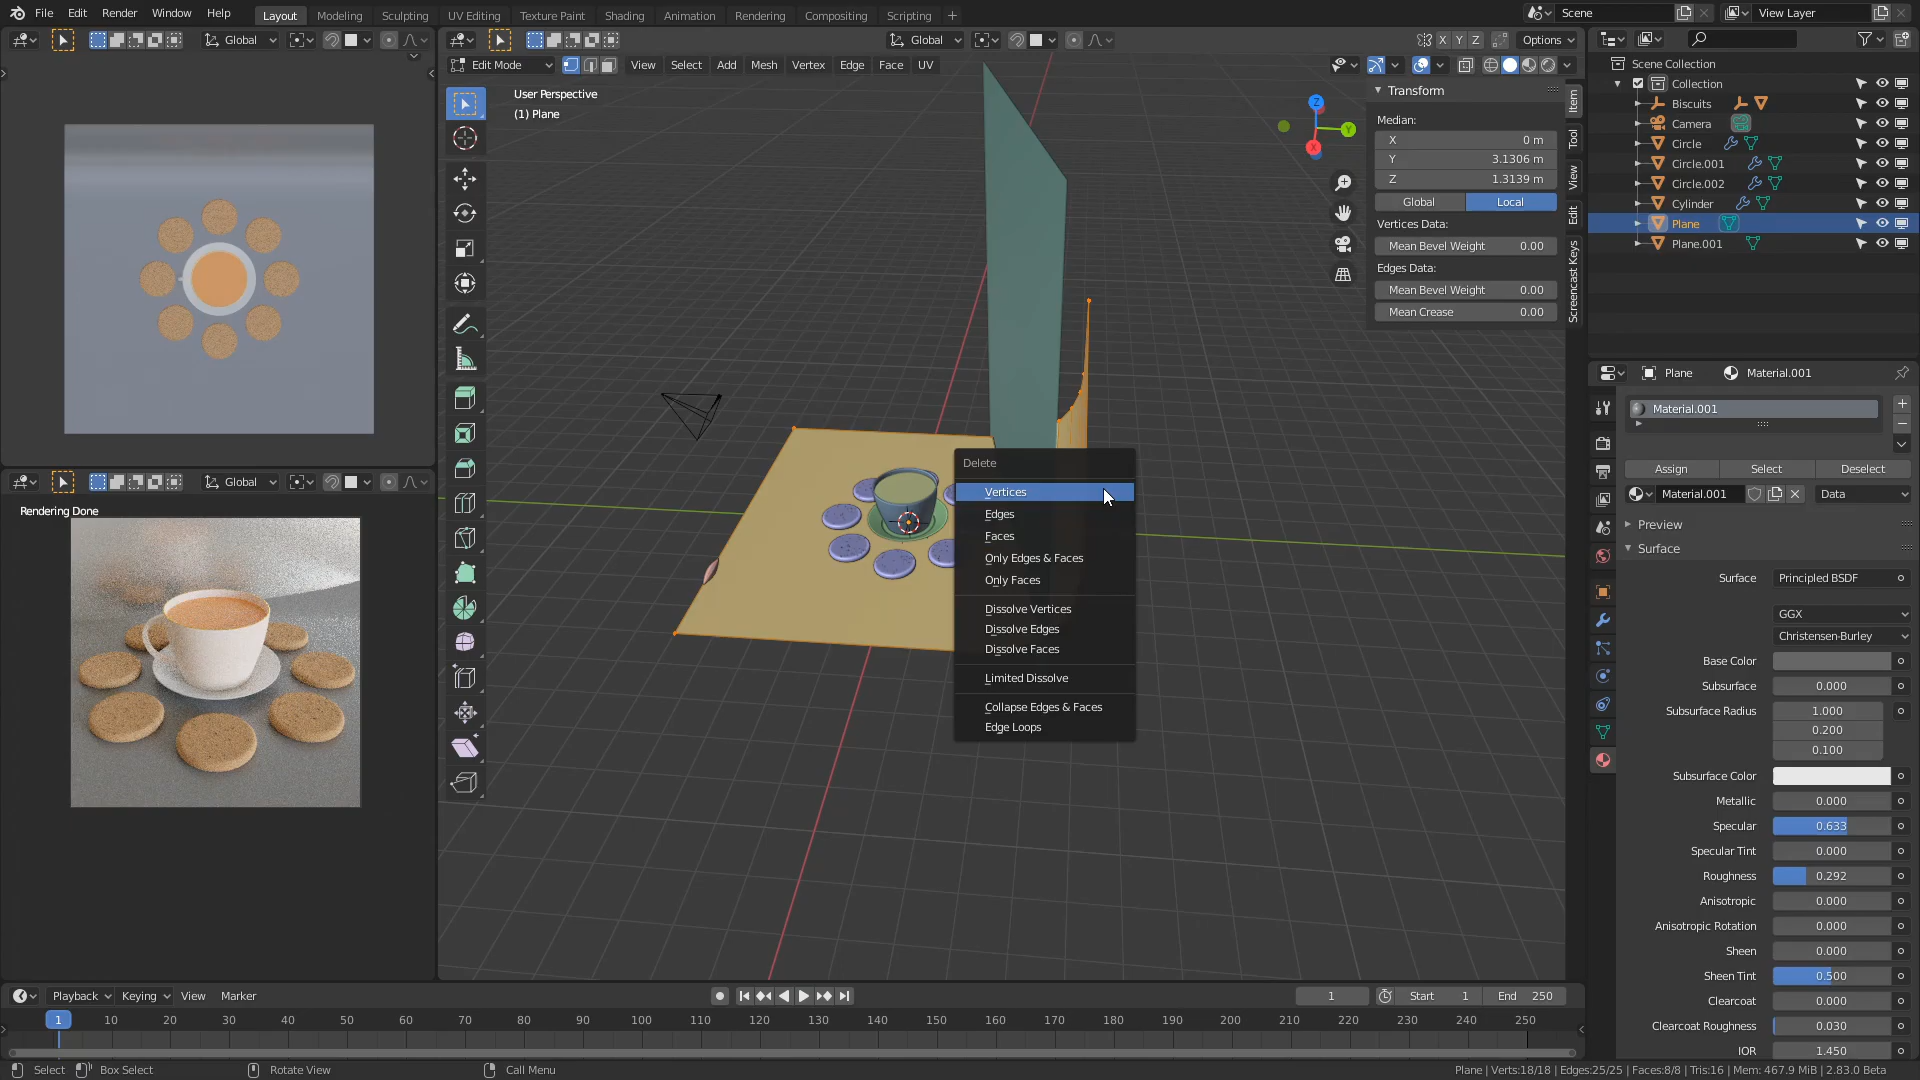 File Edit Render Window Help Layout Modeling Sculpting UV Editing Texture Paint Shading Animation Rendering Compositing Scripting + Scene View Layer
Global Global X Y Z Options
Edit Mode View Select Add Mesh Vertex Edge Face UV
User Perspective
(1) Plane
Z
Y
X
Transform
Median:
X 0 m
Y 3.1306 m
Z 1.3139 m
Global Local
Vertices Data:
Mean Bevel Weight 0.00
Edges Data:
Mean Bevel Weight 0.00
Mean Crease 0.00
Item
Tool
View
Edit
Screencast Keys
Scene Collection
Collection
Biscuits
Camera
Circle
Circle.001
Circle.002
Cylinder
Plane
Plane.001
Plane Material.001
Material.001
Assign Select Deselect
Material.001 Data
Preview
Surface
Surface Principled BSDF
GGX
Christensen-Burley
Base Color
Subsurface 0.000
Subsurface Radius 1.000
0.200
0.100
Subsurface Color
Metallic 0.000
Specular 0.633
Specular Tint 0.000
Roughness 0.292
Anisotropic 0.000
Anisotropic Rotation 0.000
Sheen 0.000
Sheen Tint 0.500
Clearcoat 0.000
Clearcoat Roughness 0.030
IOR 1.450
Delete
Vertices
Edges
Faces
Only Edges & Faces
Only Faces
Dissolve Vertices
Dissolve Edges
Dissolve Faces
Limited Dissolve
Collapse Edges & Faces
Edge Loops
Global
Rendering Done
Playback Keying View Marker 1 Start 1 End 250
1 10 20 30 40 50 60 70 80 90 100 110 120 130 140 150 160 170 180 190 200 210 220 230 240 250
Select Box Select Rotate View Call Menu Plane | Verts:18/18 | Edges:25/25 | Faces:8/8 | Tris:16 | Mem: 467.9 MiB | 2.83.0 Beta